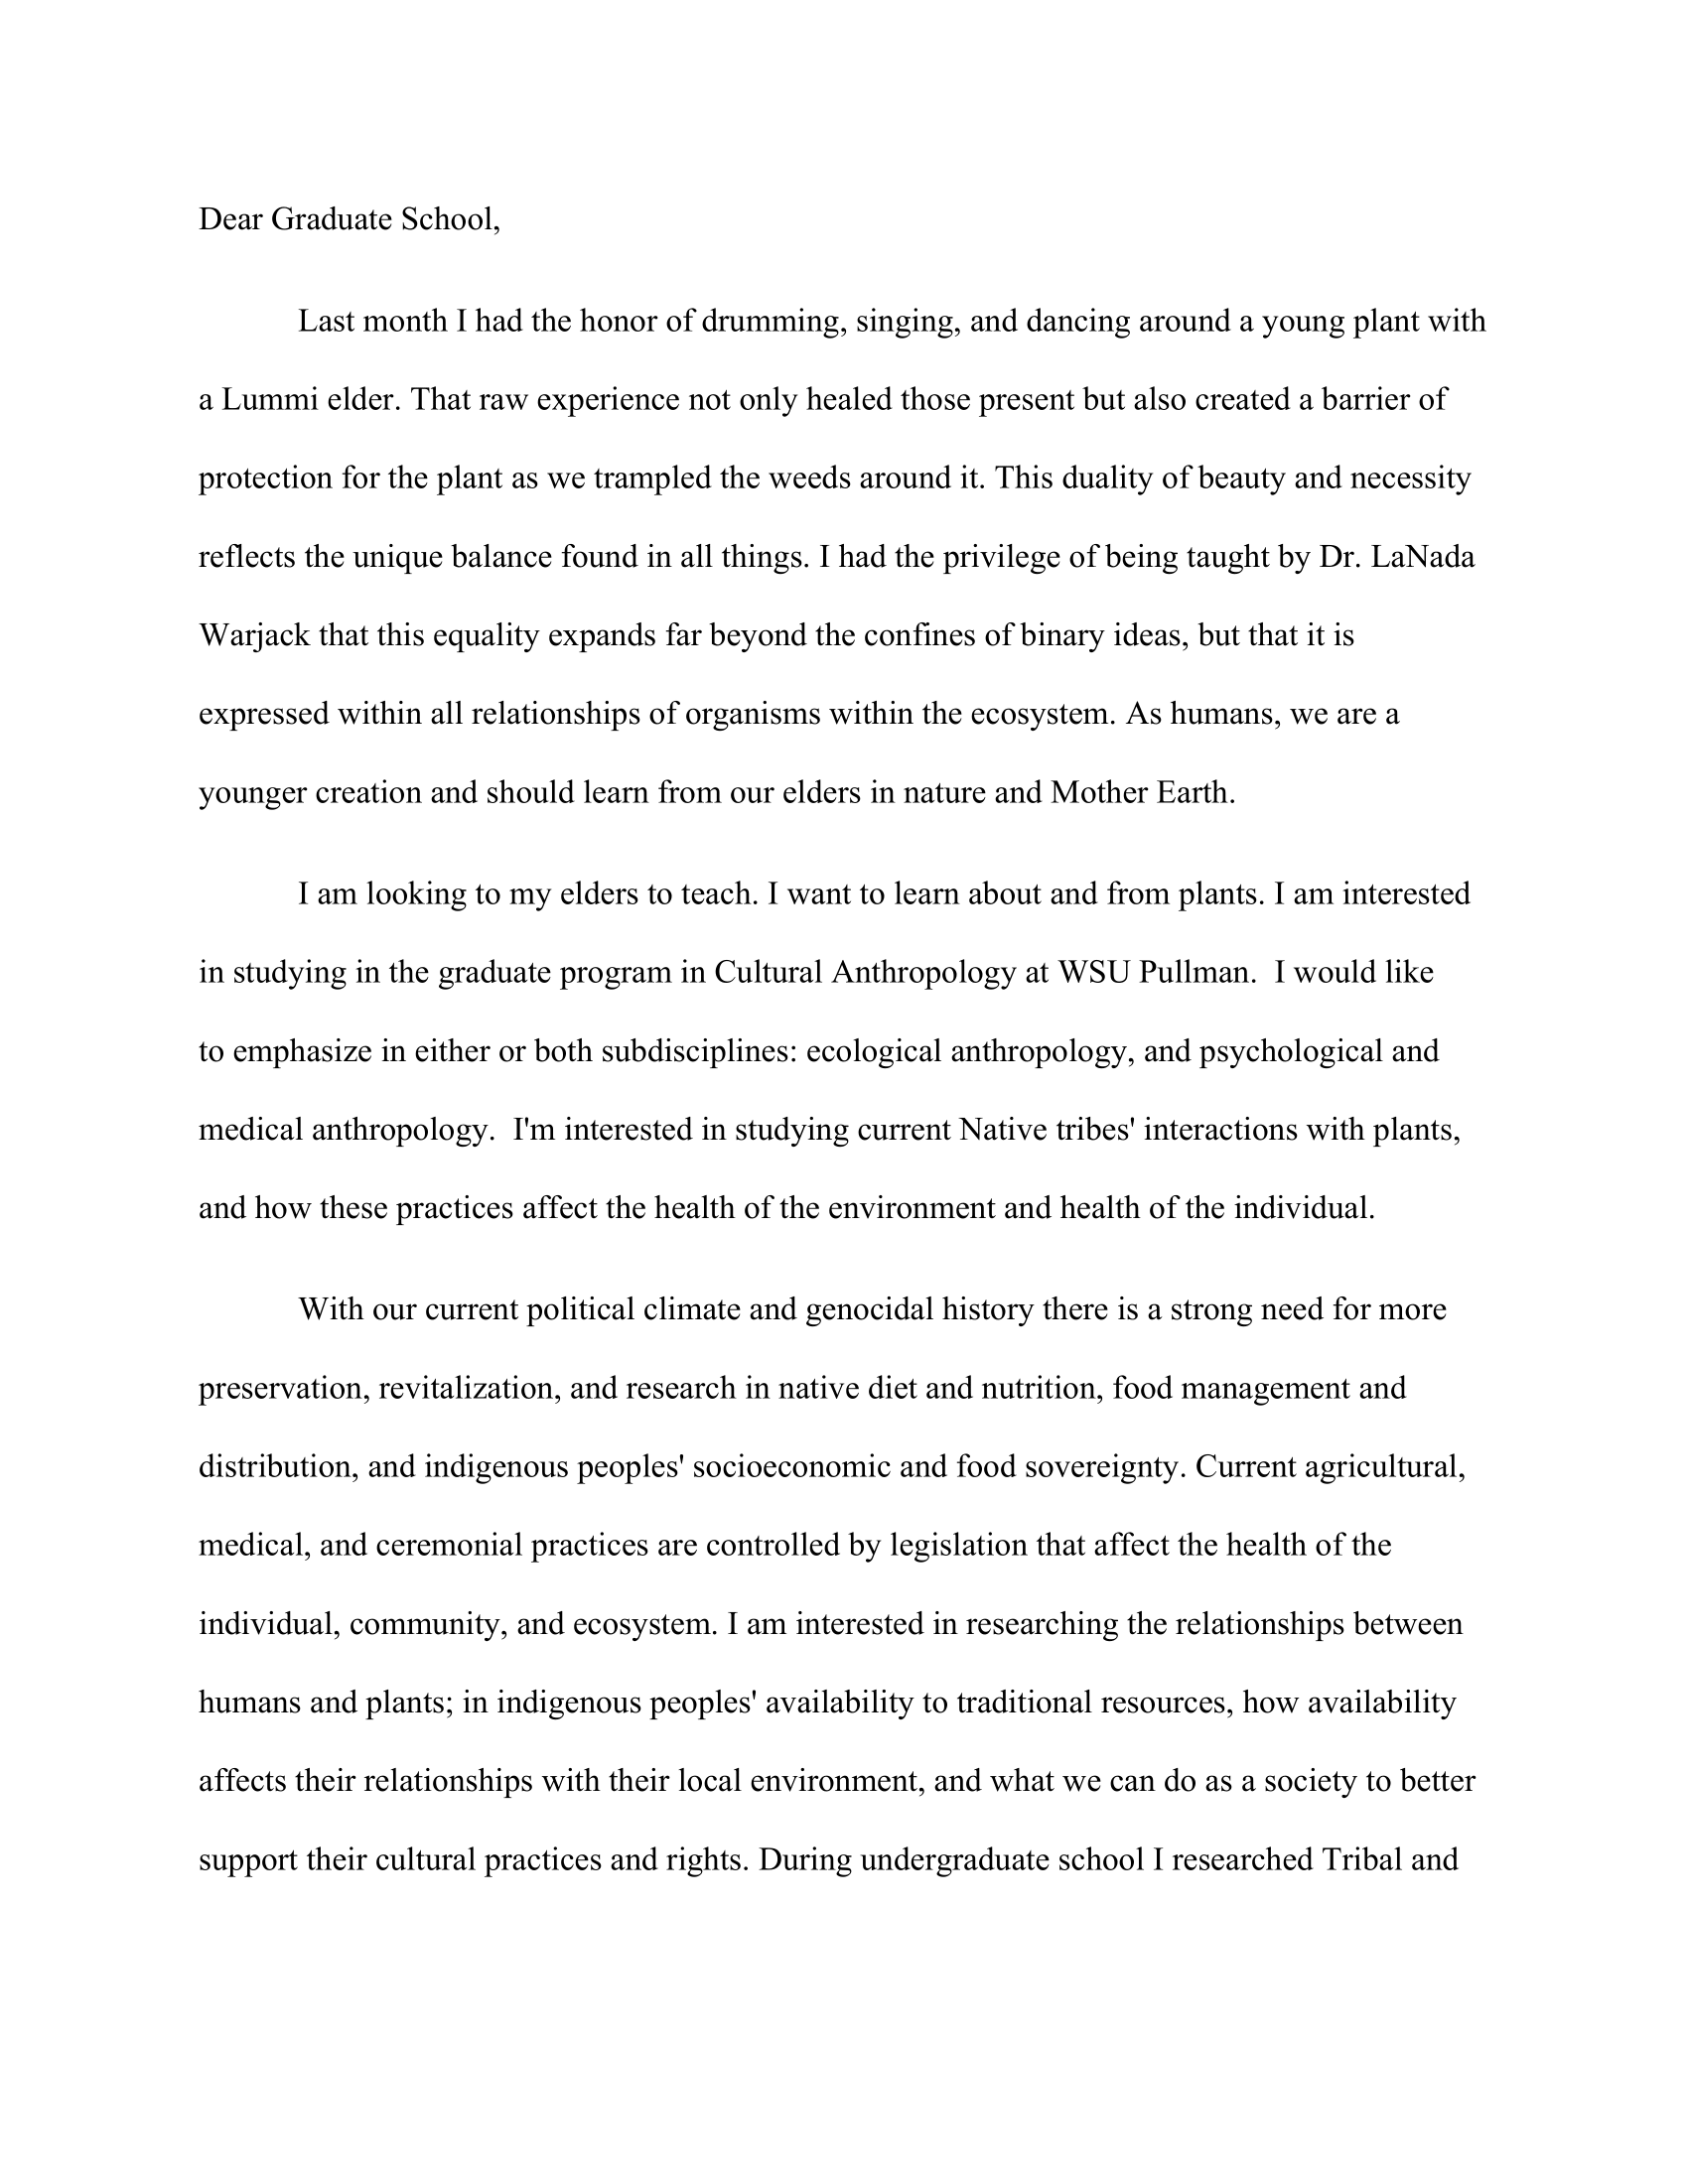 Dear Graduate School,
Last month I had the honor of drumming, singing, and dancing around a young plant with
a Lummi elder. That raw experience not only healed those present but also created a barrier of
protection for the plant as we trampled the weeds around it. This duality of beauty and necessity
reflects the unique balance found in all things. I had the privilege of being taught by Dr. LaNada
Warjack that this equality expands far beyond the confines of binary ideas, but that it is
expressed within all relationships of organisms within the ecosystem. As humans, we are a
younger creation and should learn from our elders in nature and Mother Earth.
I am looking to my elders to teach. I want to learn about and from plants. I am interested
in studying in the graduate program in Cultural Anthropology at WSU Pullman.  I would like
to emphasize in either or both subdisciplines: ecological anthropology, and psychological and
medical anthropology.  I'm interested in studying current Native tribes' interactions with plants,
and how these practices affect the health of the environment and health of the individual.
With our current political climate and genocidal history there is a strong need for more
preservation, revitalization, and research in native diet and nutrition, food management and
distribution, and indigenous peoples' socioeconomic and food sovereignty. Current agricultural,
medical, and ceremonial practices are controlled by legislation that affect the health of the
individual, community, and ecosystem. I am interested in researching the relationships between
humans and plants; in indigenous peoples' availability to traditional resources, how availability
affects their relationships with their local environment, and what we can do as a society to better
support their cultural practices and rights. During undergraduate school I researched Tribal and